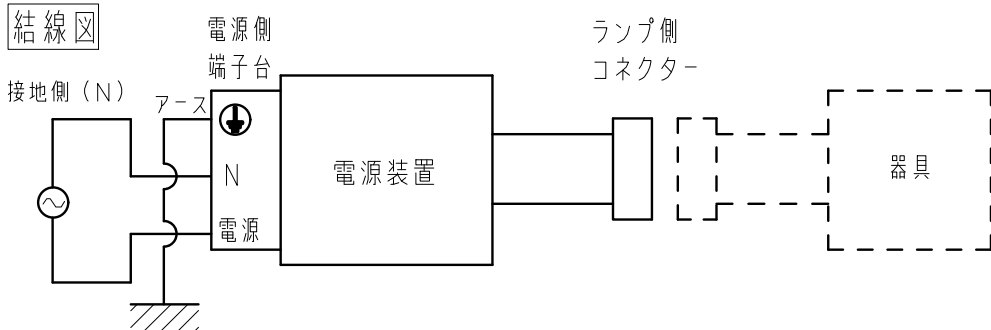 結線図
電源側
端子台
ランプ側
コネクター
接地側（N）
アース
N
電源
電源装置
器具